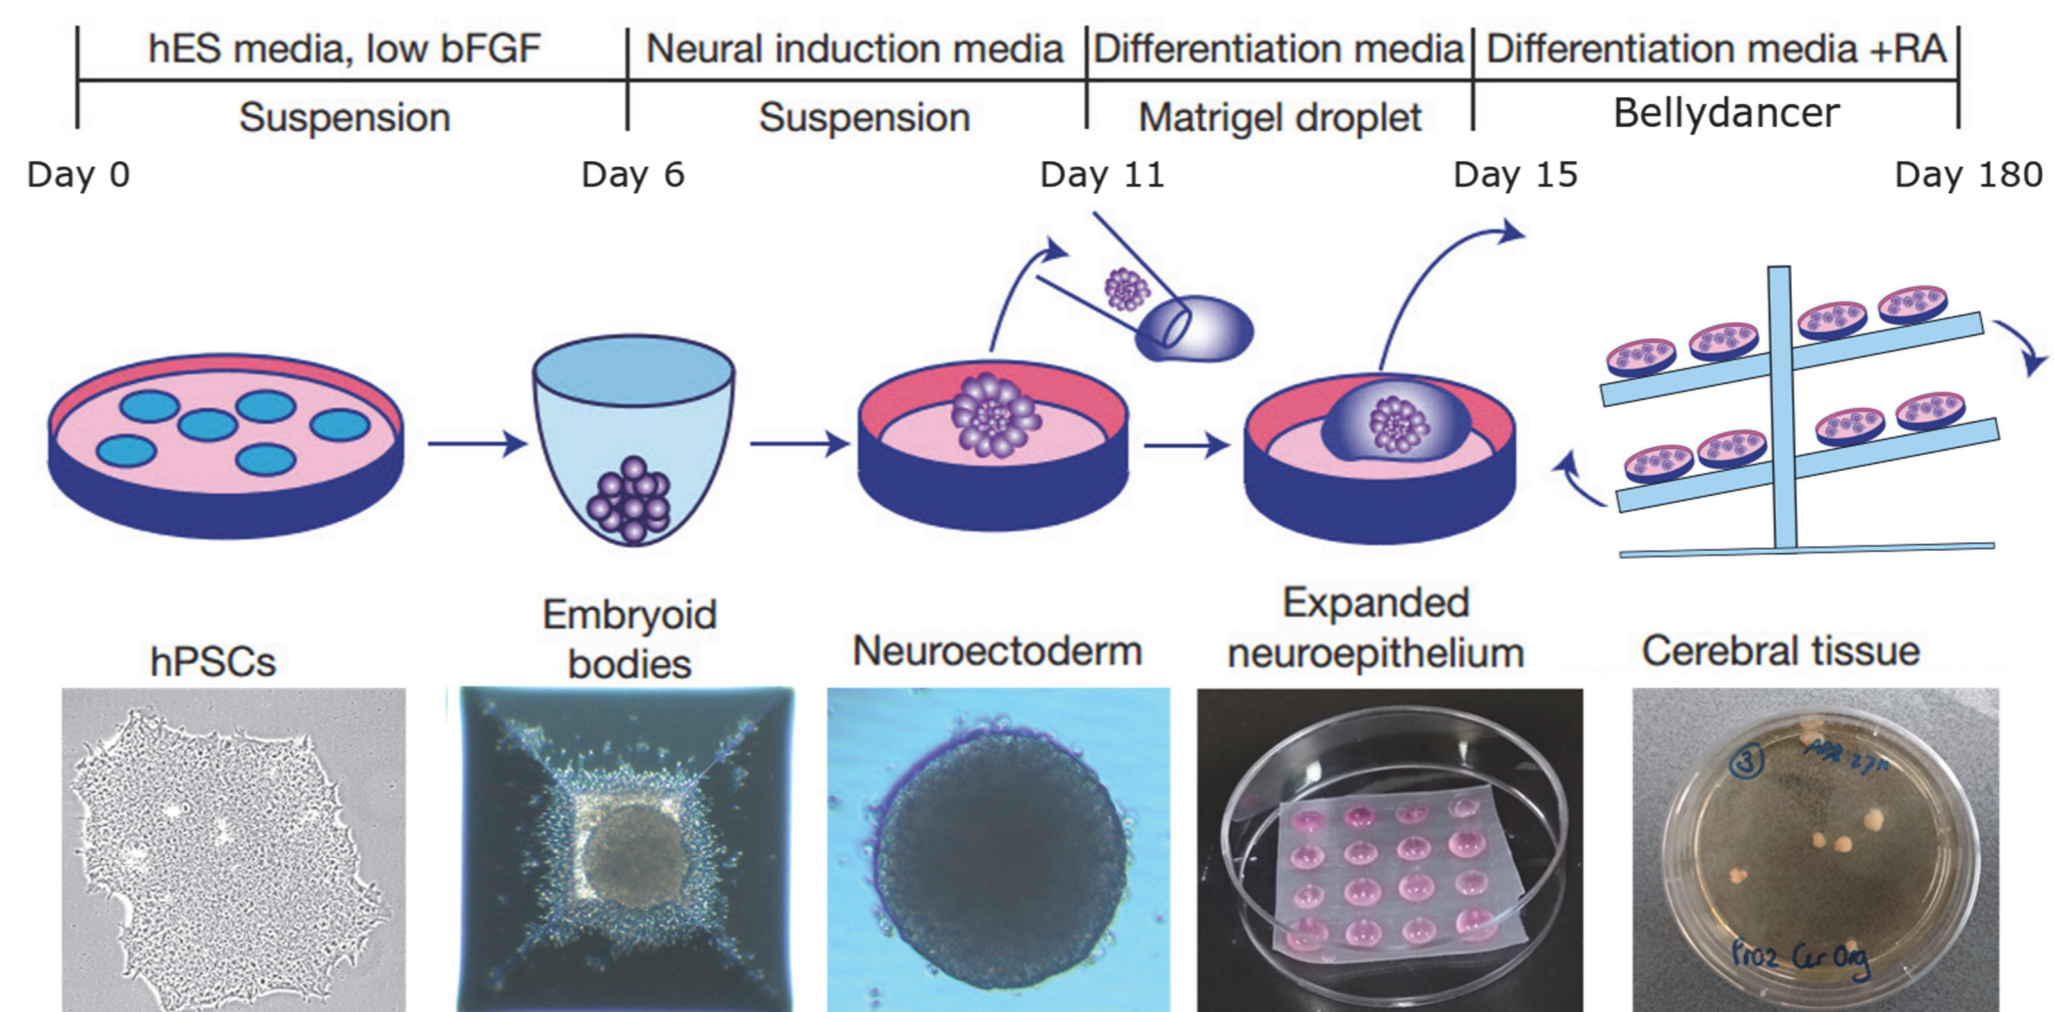 hES media, low bFGF
Neural induction media
Differentiation media
Differentiation media +RA
Suspension
Suspension
Matrigel droplet
Bellydancer
Day 0
Day 6
Day 11
Day 15
Day 180
hPSCs
Embryoid
bodies
Neuroectoderm
Expanded
neuroepithelium
Cerebral tissue
3
Pro2 Cer Org